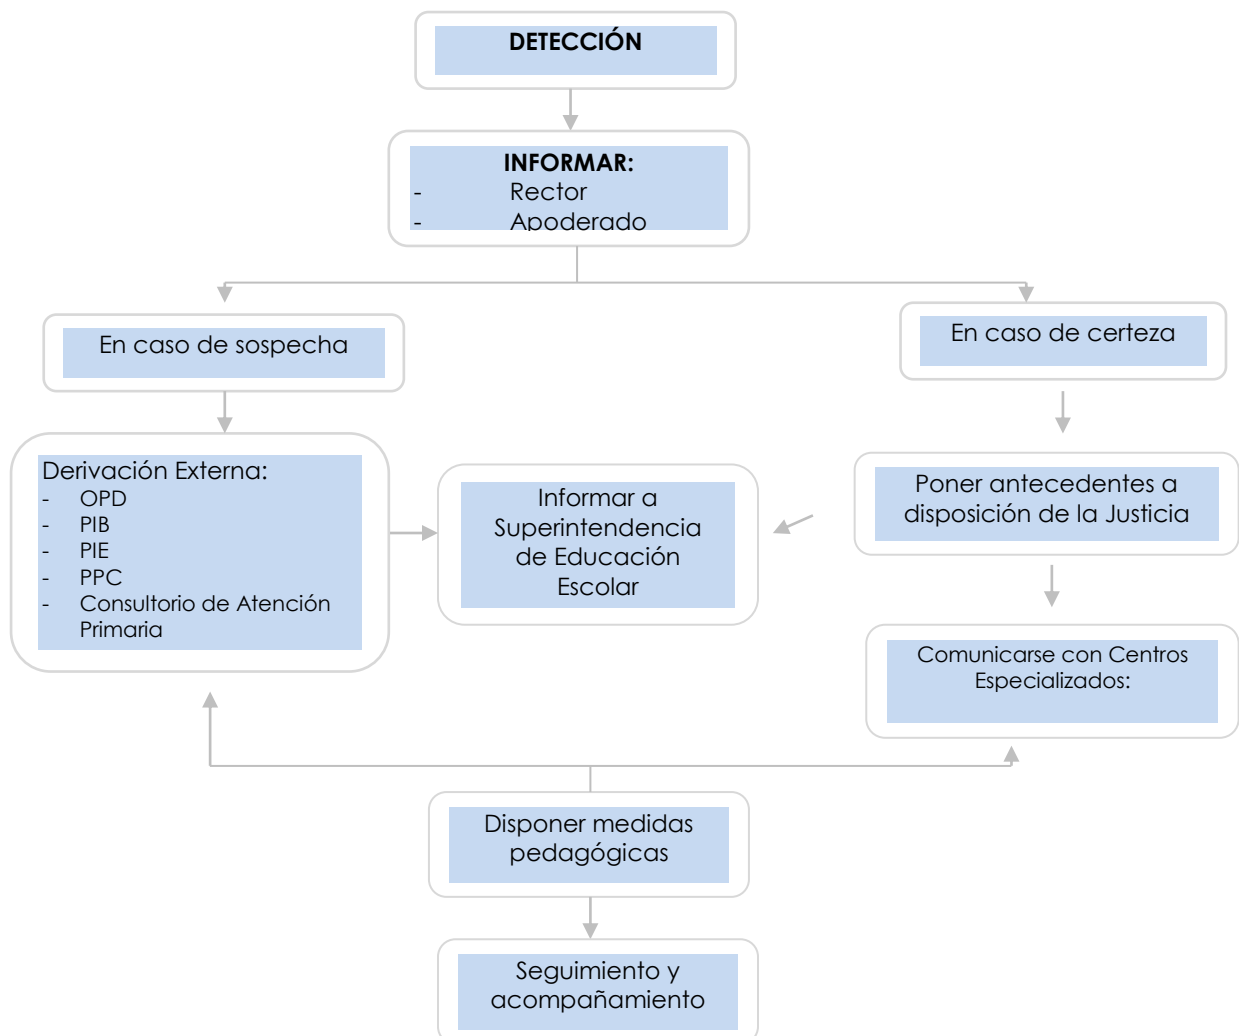 DETECCIÓN
INFORMAR:
- Rector
- Apoderado
En caso de sospecha
En caso de certeza
Derivación Externa:
- OPD
- PIB
- PIE
- PPC
- Consultorio de Atención
Primaria
Informar a
Superintendencia
de Educación
Escolar
Poner antecedentes a
disposición de la Justicia
Comunicarse con Centros
Especializados:
Disponer medidas
pedagógicas
Seguimiento y
acompañamiento